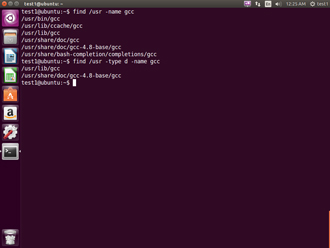 12:25 AM test1
test1@ubuntu:~$ find /usr -name gcc
/usr/bin/gcc
/usr/lib/ccache/gcc
/usr/lib/gcc
/usr/share/doc/gcc
/usr/share/doc/gcc-4.8-base/gcc
/usr/share/bash-completion/completions/gcc
test1@ubuntu:~$ find /usr -type d -name gcc
/usr/lib/gcc
/usr/share/doc/gcc-4.8-base/gcc
test1@ubuntu:~$